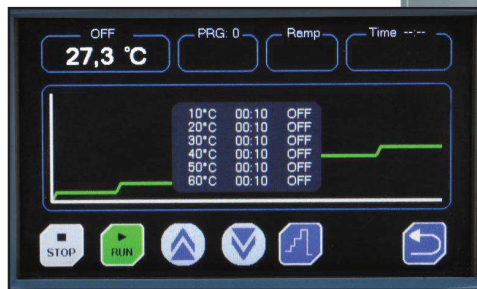 OFF
27,3 °C
PRG: 0
Ramp
Time --:--
10°C 00:10 OFF
20°C 00:10 OFF
30°C 00:10 OFF
40°C 00:10 OFF
50°C 00:10 OFF
60°C 00:10 OFF
STOP
RUN